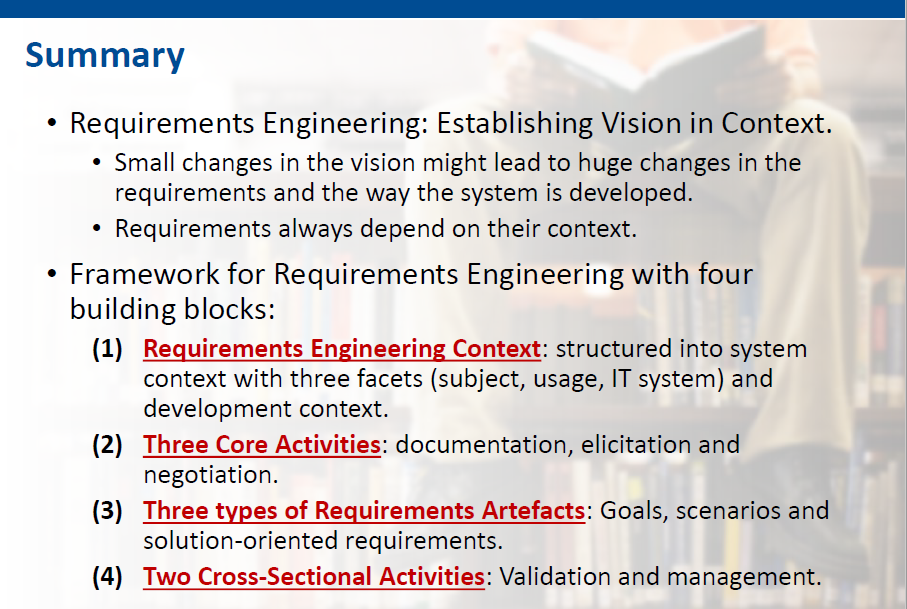 Summary
• Requirements Engineering: Establishing Vision in Context.
• Small changes in the vision might lead to huge changes in the
requirements and the way the system is developed.
• Requirements always depend on their context.
• Framework for Requirements Engineering with four
building blocks:
(1) Requirements Engineering Context: structured into system
context with three facets (subject, usage, IT system) and
development context.
(2) Three Core Activities: documentation, elicitation and
negotiation.
(3) Three types of Requirements Artefacts: Goals, scenarios and
solution-oriented requirements.
(4) Two Cross-Sectional Activities: Validation and management.